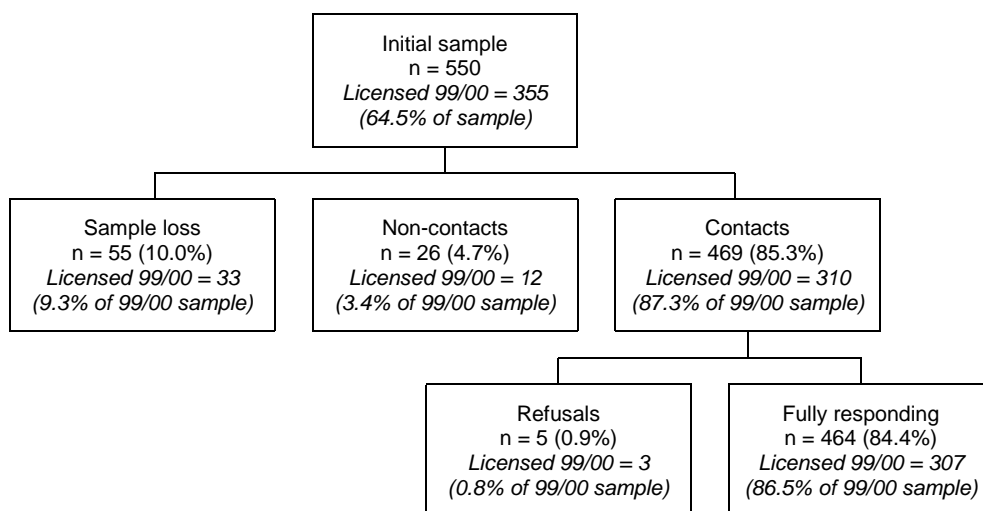 Initial sample
n = 550
Licensed 99/00 = 355
(64.5% of sample)
Sample loss
n = 55 (10.0%)
Licensed 99/00 = 33
(9.3% of 99/00 sample)
Non-contacts
n = 26 (4.7%)
Licensed 99/00 = 12
(3.4% of 99/00 sample)
Contacts
n = 469 (85.3%)
Licensed 99/00 = 310
(87.3% of 99/00 sample)
Refusals
n = 5 (0.9%)
Licensed 99/00 = 3
(0.8% of 99/00 sample)
Fully responding
n = 464 (84.4%)
Licensed 99/00 = 307
(86.5% of 99/00 sample)